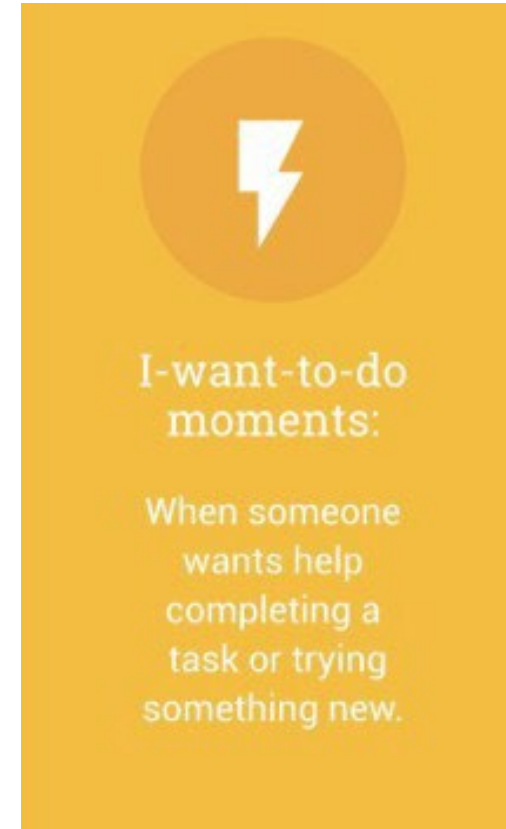 I-want-to-do
moments:
When someone
wants help
completing a
task or trying
something new.